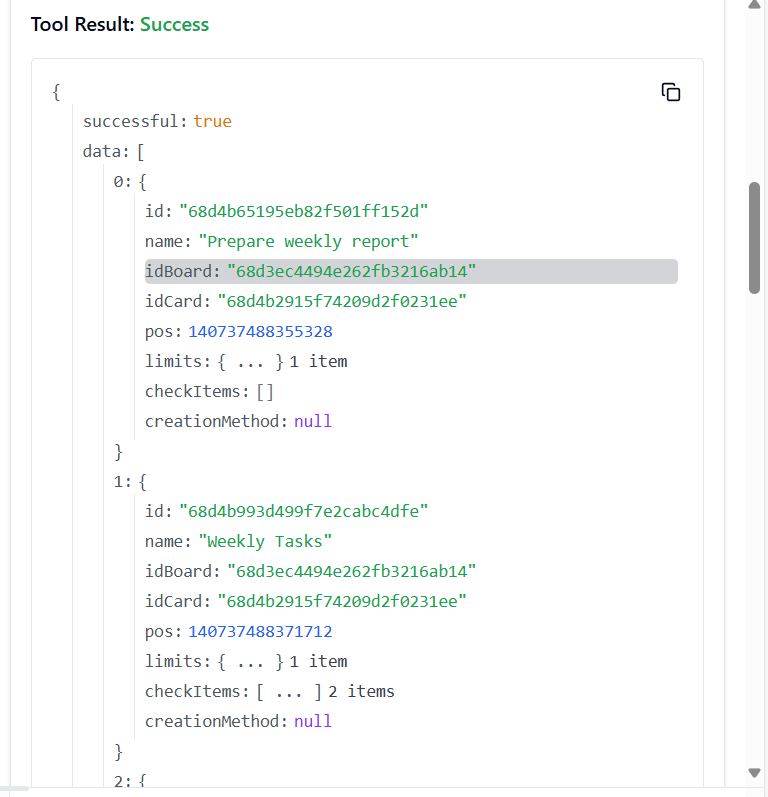 Tool Result: Success
{
successful: true
data: [
0: {
id: "68d4b65195eb82f501ff152d"
name: "Prepare weekly report"
idBoard: "68d3ec4494e262fb3216ab14"
idCard: "68d4b2915f74209d2f0231ee"
pos: 140737488355328
limits: { ... } 1 item
checkItems: []
creationMethod: null
}
1: {
id: "68d4b993d499f7e2cabc4dfe"
name: "Weekly Tasks"
idBoard: "68d3ec4494e262fb3216ab14"
idCard: "68d4b2915f74209d2f0231ee"
pos: 140737488371712
limits: { ... } 1 item
checkItems: [ ... ] 2 items
creationMethod: null
}
2: {